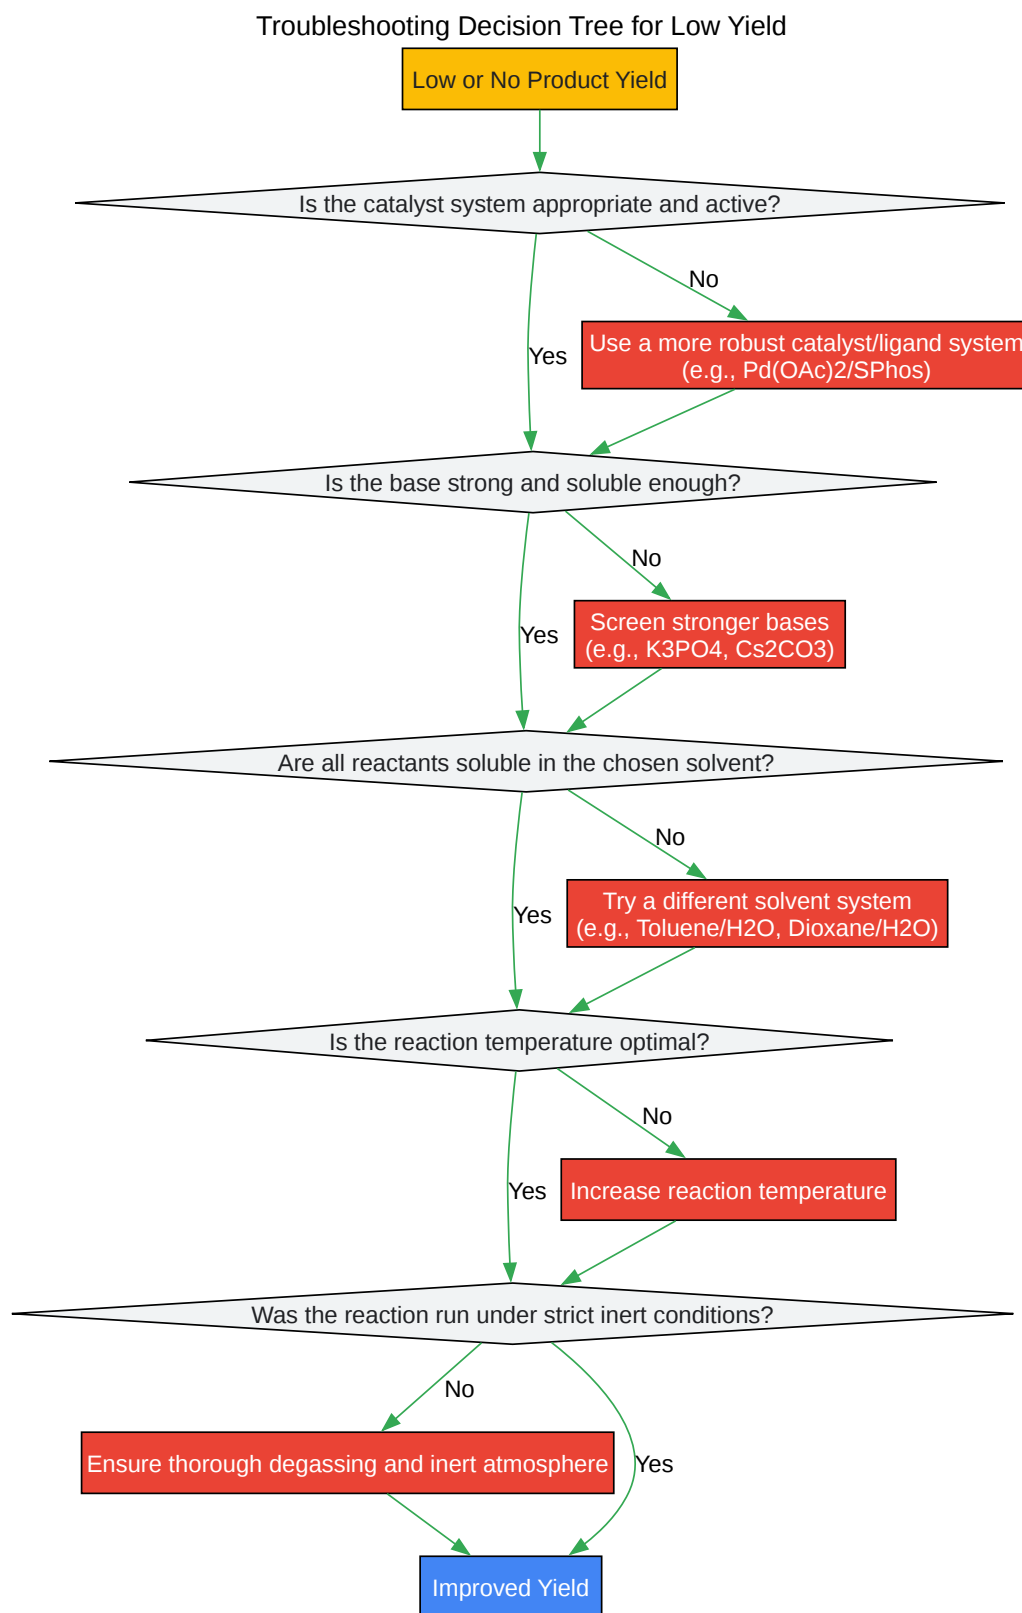 Troubleshooting Decision Tree for Low Yield
Low or No Product Yield
Is the catalyst system appropriate and active?
No
Yes
Use a more robust catalyst/ligand system
(e.g., Pd(OAc)2/SPhos)
Is the base strong and soluble enough?
No
Yes
Screen stronger bases
(e.g., K3PO4, Cs2CO3)
Are all reactants soluble in the chosen solvent?
No
Yes
Try a different solvent system
(e.g., Toluene/H2O, Dioxane/H2O)
Is the reaction temperature optimal?
No
Yes
Increase reaction temperature
Was the reaction run under strict inert conditions?
No
Ensure thorough degassing and inert atmosphere
Yes
Improved Yield